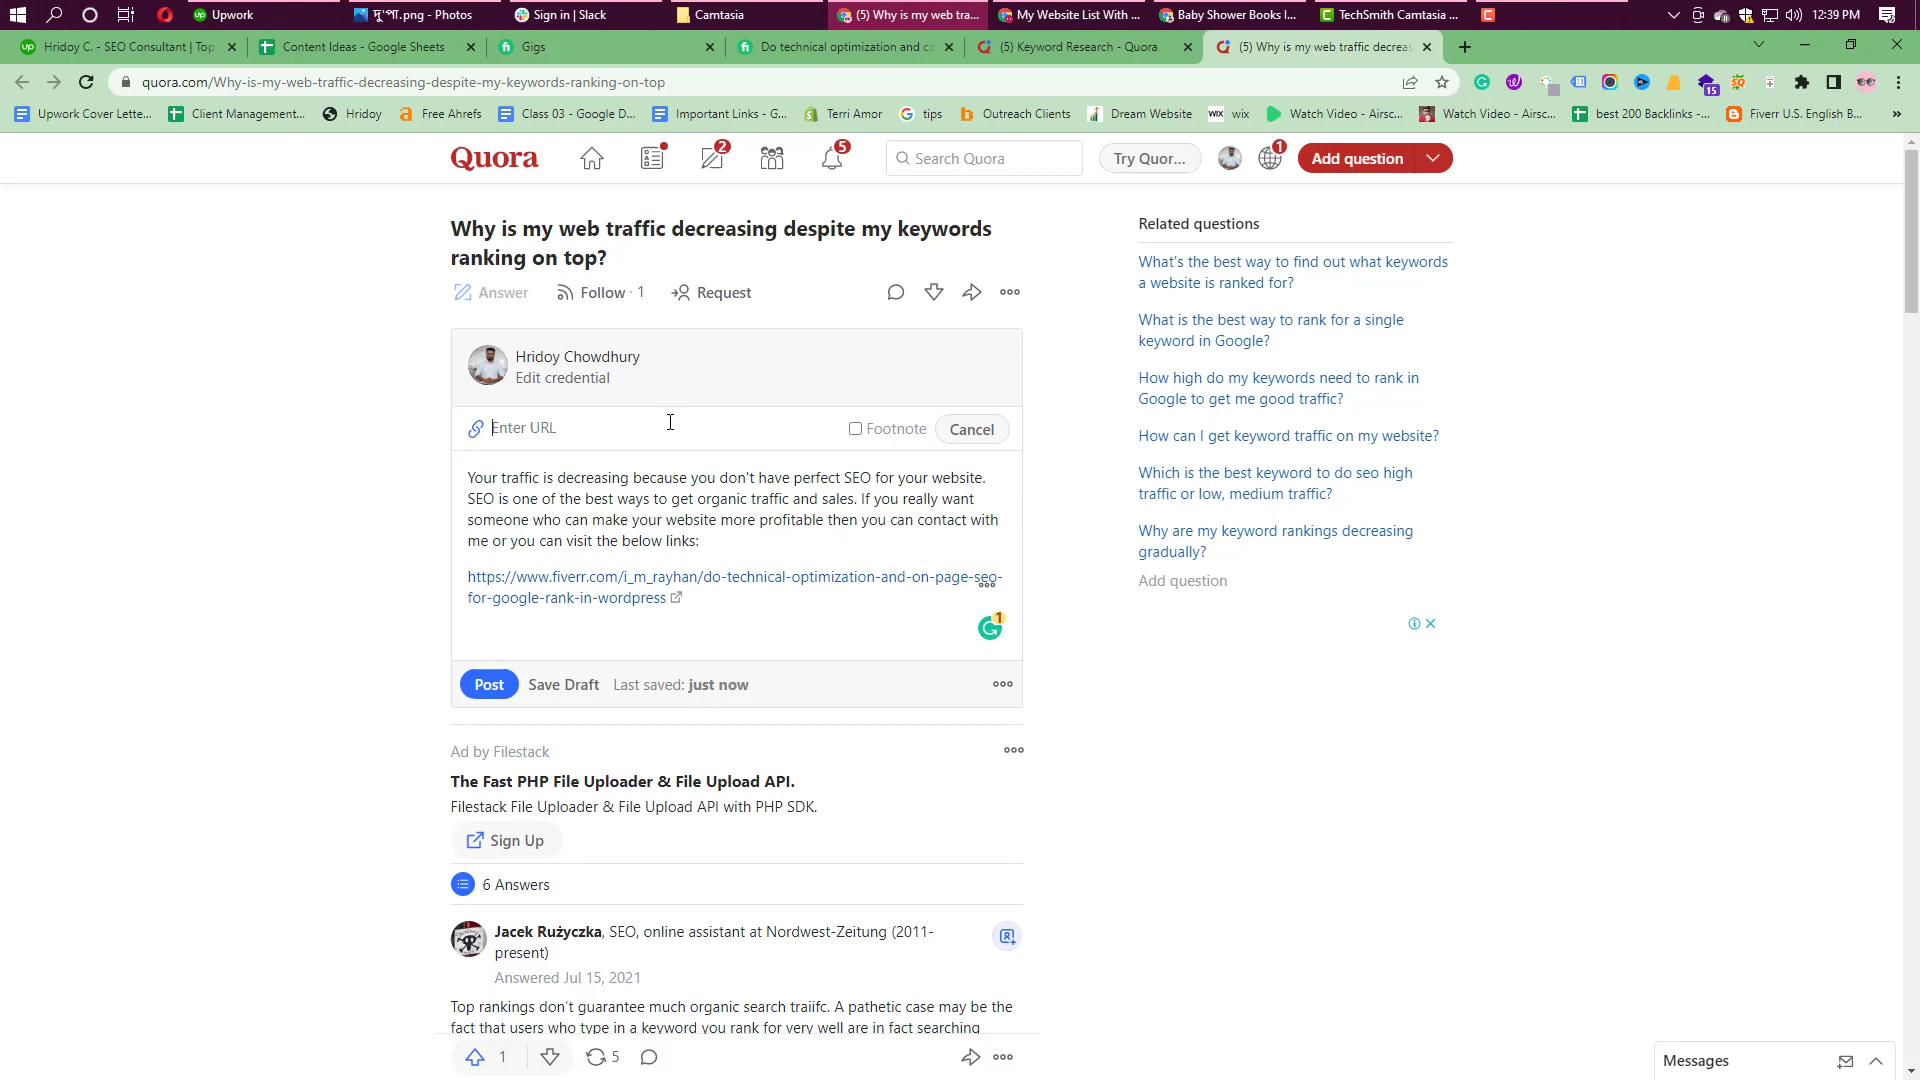 Upwork
.png - Photos
Sign in | Slack
Camtasia
(5) Why is my web tra...
My Website List With ...
Baby Shower Books I...
TechSmith Camtasia ...
12:39 PM
Hridoy C. - SEO Consultant | Top
Content Ideas - Google Sheets
Gigs
Do technical optimization and co
(5) Keyword Research - Quora
(5) Why is my web traffic decreas
quora.com/Why-is-my-web-traffic-decreasing-despite-my-keywords-ranking-on-top
15
Upwork Cover Lette...
Client Management...
Hridoy
Free Ahrefs
Class 03 - Google D...
Important Links - G...
Terri Amor
tips
Outreach Clients
Dream Website
WIX wix
Watch Video - Airsc...
Watch Video - Airsc...
best 200 Backlinks -...
Fiverr U.S. English B...
Quora
2
5
Search Quora
Try Quor...
1
Add question
Why is my web traffic decreasing despite my keywords
ranking on top?
Answer
Follow · 1
Request
Hridoy Chowdhury
Edit credential
Enter URL
Footnote
Cancel
Your traffic is decreasing because you don't have perfect SEO for your website.
SEO is one of the best ways to get organic traffic and sales. If you really want
someone who can make your website more profitable then you can contact with
me or you can visit the below links:
https://www.fiverr.com/i_m_rayhan/do-technical-optimization-and-on-page-seo-
for-google-rank-in-wordpress
1
Post
Save Draft
Last saved: just now
Ad by Filestack
The Fast PHP File Uploader & File Upload API.
Filestack File Uploader & File Upload API with PHP SDK.
Sign Up
6 Answers
Jacek Rużyczka, SEO, online assistant at Nordwest-Zeitung (2011-
present)
Answered Jul 15, 2021
Top rankings don't guarantee much organic search traiifc. A pathetic case may be the
fact that users who type in a keyword you rank for very well are in fact searching
1
5
Related questions
What's the best way to find out what keywords
a website is ranked for?
What is the best way to rank for a single
keyword in Google?
How high do my keywords need to rank in
Google to get me good traffic?
How can I get keyword traffic on my website?
Which is the best keyword to do seo high
traffic or low, medium traffic?
Why are my keyword rankings decreasing
gradually?
Add question
Messages